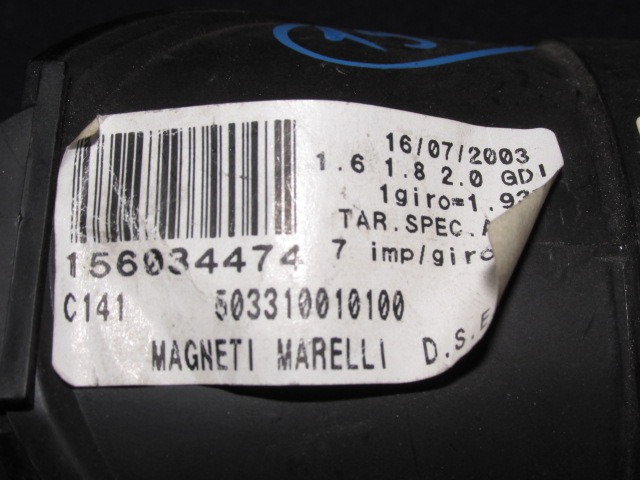 16/07/2003
1.6 1.8 2.0 GDI
1giro=1.93
TAR.SPEC.
156034474 7 imp/giro
C141 503310010100
MAGNETI MARELLI D.S.E